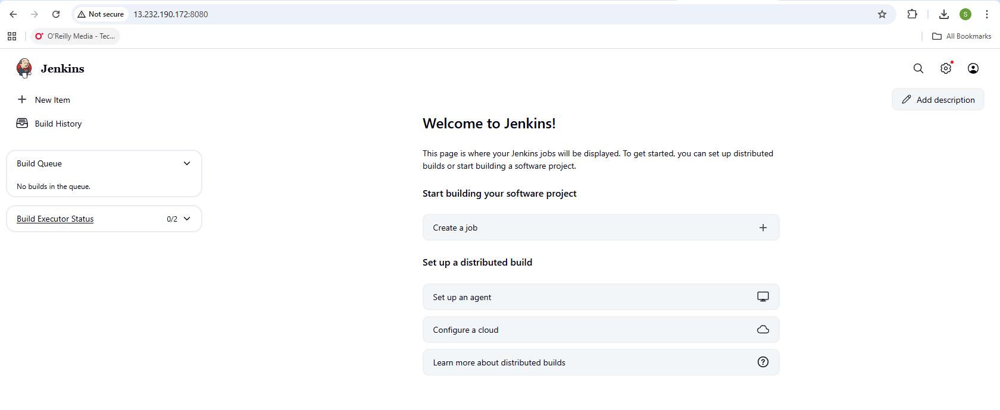 Not secure 13.232.190.172:8080
S
O'Reilly Media - Tec...
All Bookmarks
Jenkins
New Item
Add description
Build History
Build Queue
No builds in the queue.
Build Executor Status 0/2
Welcome to Jenkins!
This page is where your Jenkins jobs will be displayed. To get started, you can set up distributed
builds or start building a software project.
Start building your software project
Create a job
Set up a distributed build
Set up an agent
Configure a cloud
Learn more about distributed builds